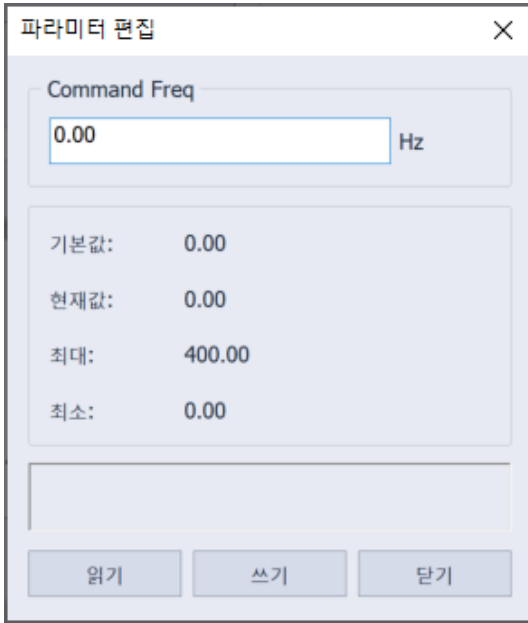 파라미터 편집
Command Freq
0.00 Hz
기본값: 0.00
현재값: 0.00
최대: 400.00
최소: 0.00
읽기 쓰기 닫기